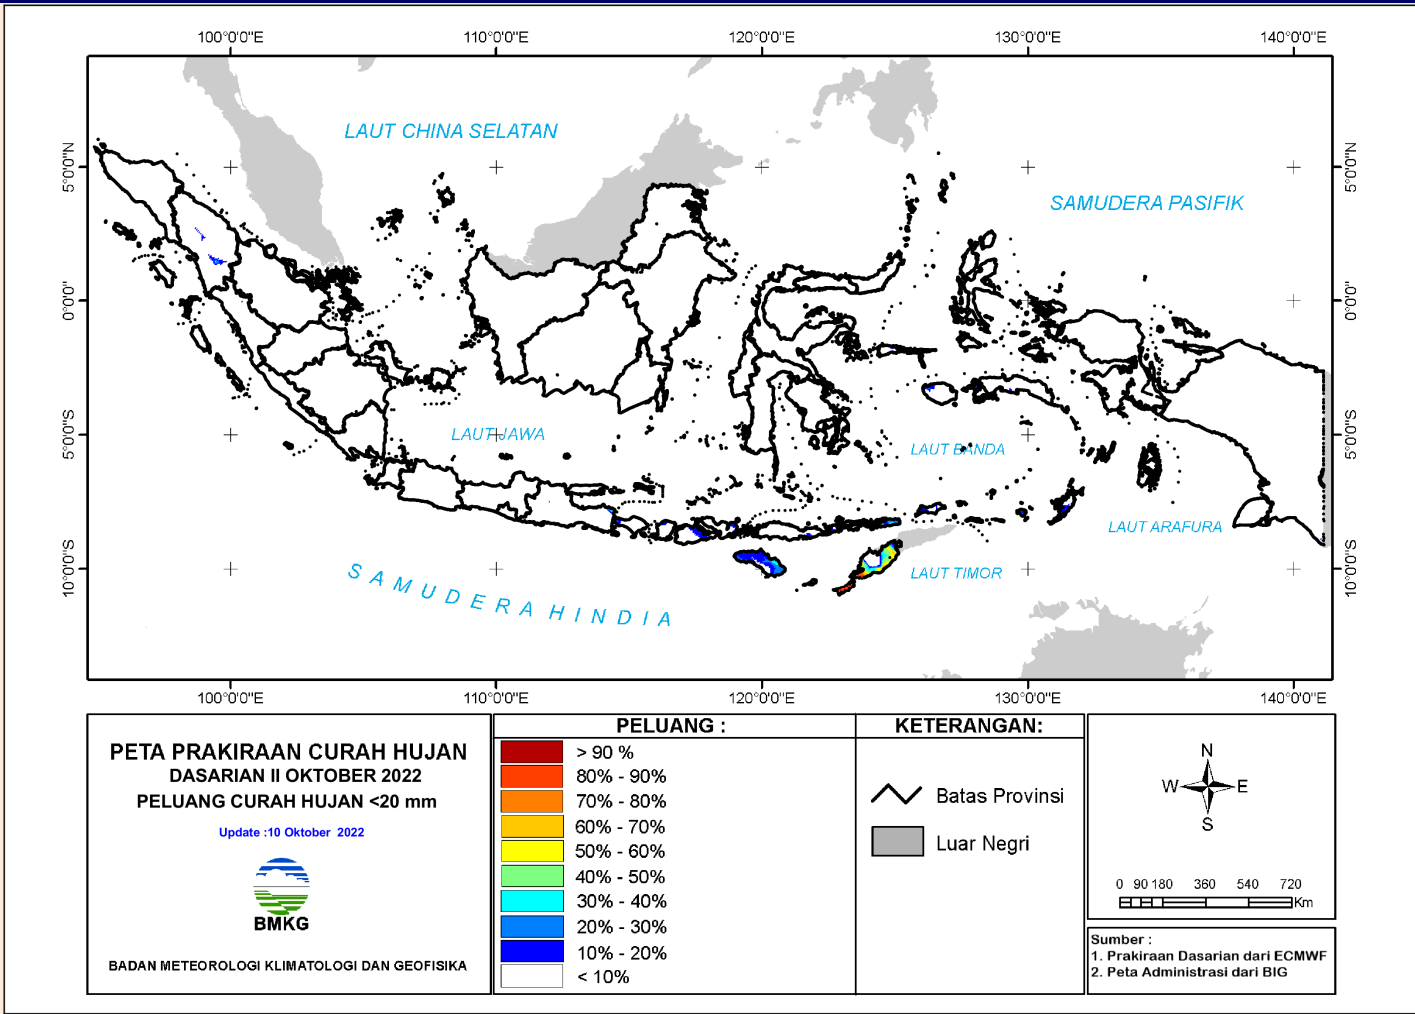 100°0'0"E 110°0'0"E 120°0'0"E 130°0'0"E 140°0'0"E
5°0'0"N 5°0'0"N
0°0'0" 0°0'0"
5°0'0"S 5°0'0"S
10°0'0"S 10°0'0"S
LAUT CHINA SELATAN
SAMUDERA PASIFIK
LAUT JAWA
LAUT BANDA
LAUT ARAFURA
LAUT TIMOR
SAMUDERA HINDIA
100°0'0"E 110°0'0"E 120°0'0"E 130°0'0"E 140°0'0"E
PETA PRAKIRAAN CURAH HUJAN
DASARIAN II OKTOBER 2022
PELUANG CURAH HUJAN <20 mm
Update :10 Oktober 2022
BMKG
BADAN METEOROLOGI KLIMATOLOGI DAN GEOFISIKA
PELUANG :
> 90 %
80% - 90%
70% - 80%
60% - 70%
50% - 60%
40% - 50%
30% - 40%
20% - 30%
10% - 20%
< 10%
KETERANGAN:
Batas Provinsi
Luar Negri
N
W E
S
0 90 180 360 540 720
Km
Sumber :
1. Prakiraan Dasarian dari ECMWF
2. Peta Administrasi dari BIG